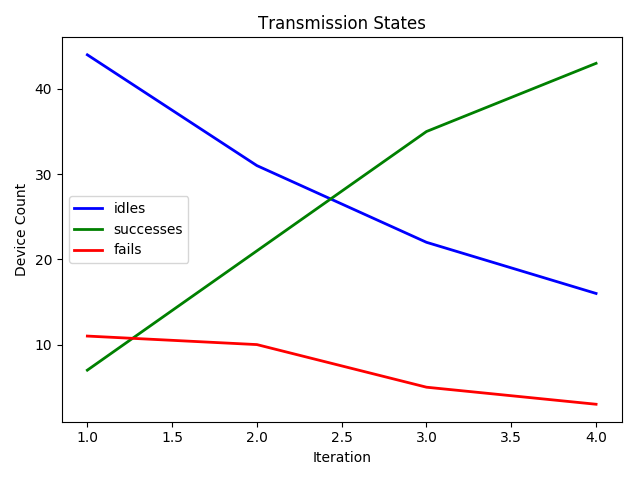 Transmission States
Device Count
40
30
20
10
idles
successes
fails
1.0 1.5 2.0 2.5 3.0 3.5 4.0
Iteration